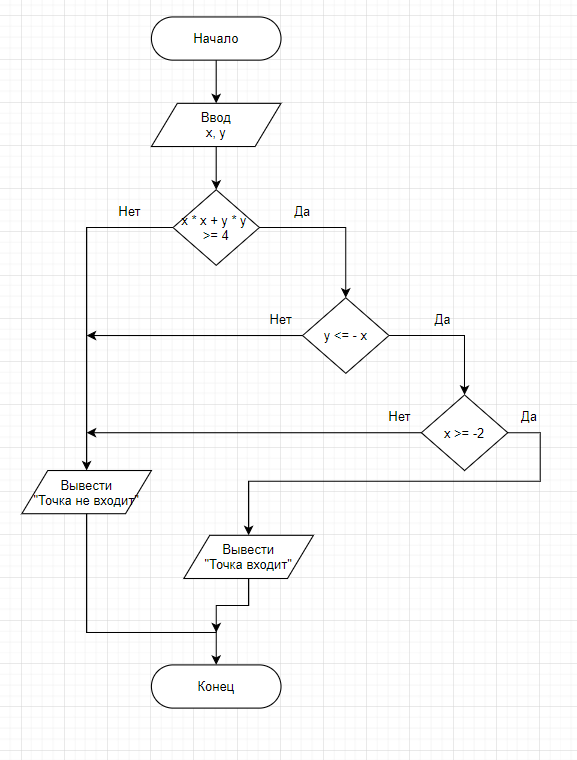 Начало
Ввод
x, y
Нет
Да
x * x + y * y
>= 4
Нет
Да
y <= - x
Нет
Да
x >= -2
Вывести
"Точка не входит"
Вывести
"Точка входит"
Конец